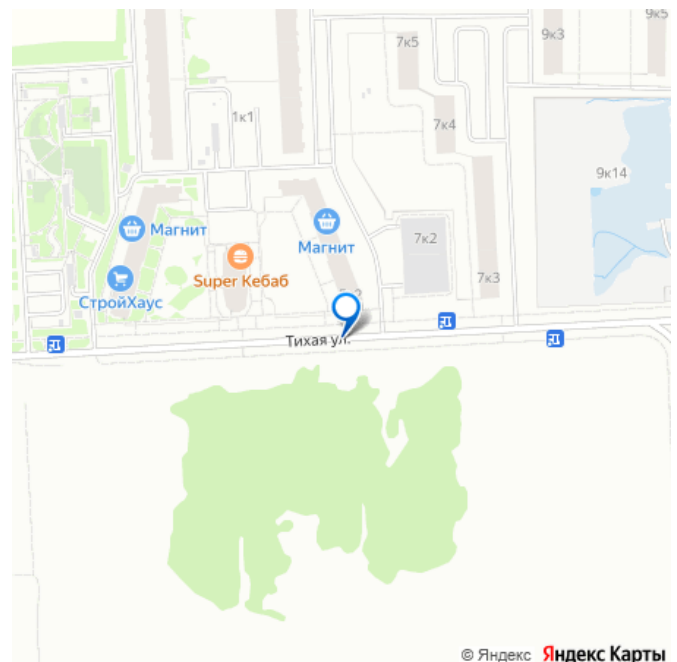 9к5
9к3
7к5
1к1
7к4
9к14
Магнит
Магнит
7к2
Super Кебаб
7к3
СтройХаус
Тихая ул.
© Яндекс Яндекс Карты